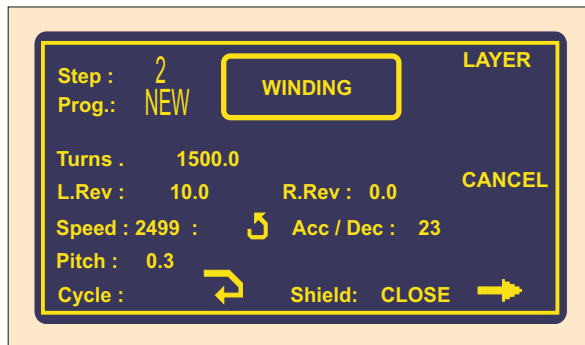 Step : 2 WINDING LAYER
Prog.: NEW
Turns . 1500.0
L.Rev : 10.0 R.Rev : 0.0 CANCEL
Speed : 2499 : Acc / Dec : 23
Pitch : 0.3
Cycle : Shield: CLOSE